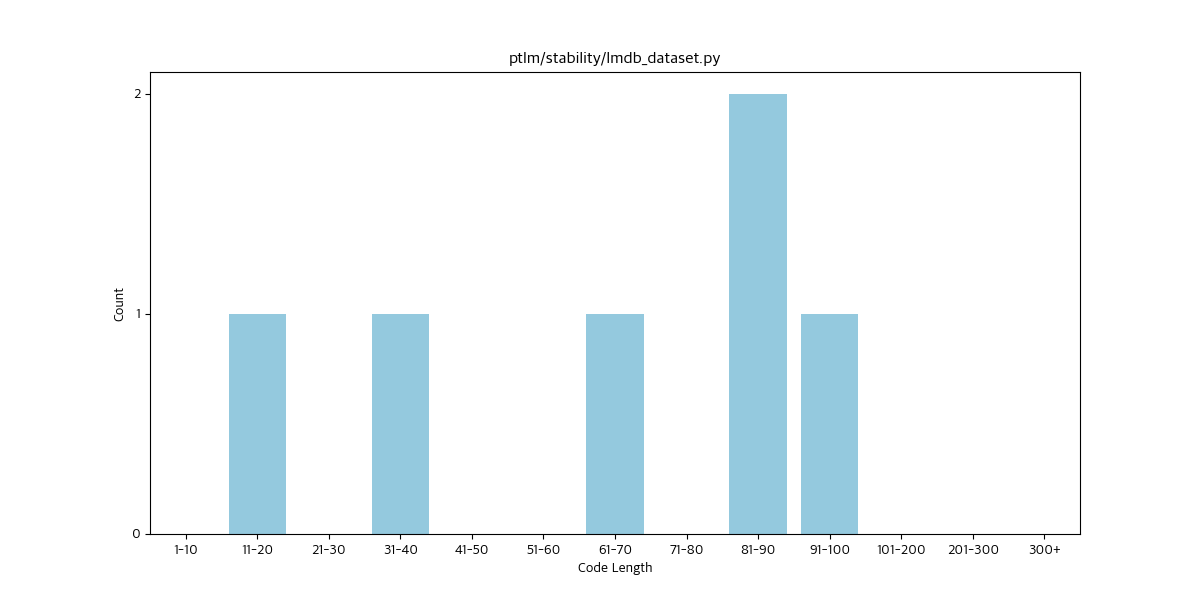 ptlm/stability/lmdb_dataset.py
2
1
0
Count
1-10 11-20 21-30 31-40 41-50 51-60 61-70 71-80 81-90 91-100 101-200 201-300 300+
Code Length